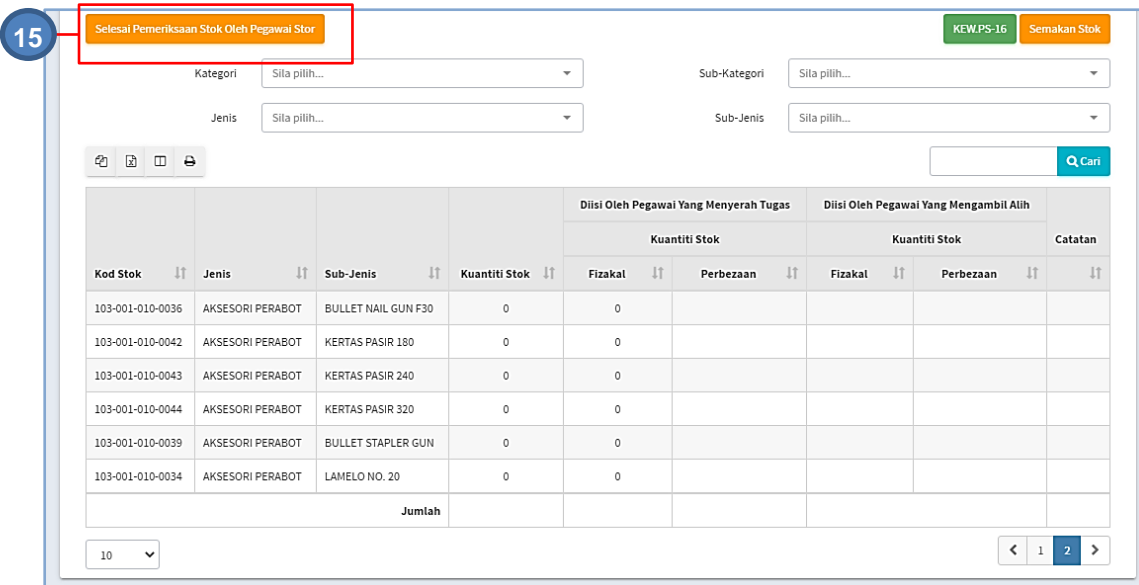 15
Selesai Pemeriksaan Stok Oleh Pegawai Stor
KEW.PS-16
Semakan Stok
Kategori Sila pilih... Sub-Kategori Sila pilih...
Jenis Sila pilih... Sub-Jenis Sila pilih...
Cari
Diisi Oleh Pegawai Yang Menyerah Tugas Diisi Oleh Pegawai Yang Mengambil Alih
Kuantiti Stok Kuantiti Stok Catatan
Kod Stok Jenis Sub-Jenis Kuantiti Stok Fizakal Perbezaan Fizakal Perbezaan
103-001-010-0036 AKSESORI PERABOT BULLET NAIL GUN F30 0 0
103-001-010-0042 AKSESORI PERABOT KERTAS PASIR 180 0 0
103-001-010-0043 AKSESORI PERABOT KERTAS PASIR 240 0 0
103-001-010-0044 AKSESORI PERABOT KERTAS PASIR 320 0 0
103-001-010-0039 AKSESORI PERABOT BULLET STAPLER GUN 0 0
103-001-010-0034 AKSESORI PERABOT LAMELO NO. 20 0 0
Jumlah
10 1 2